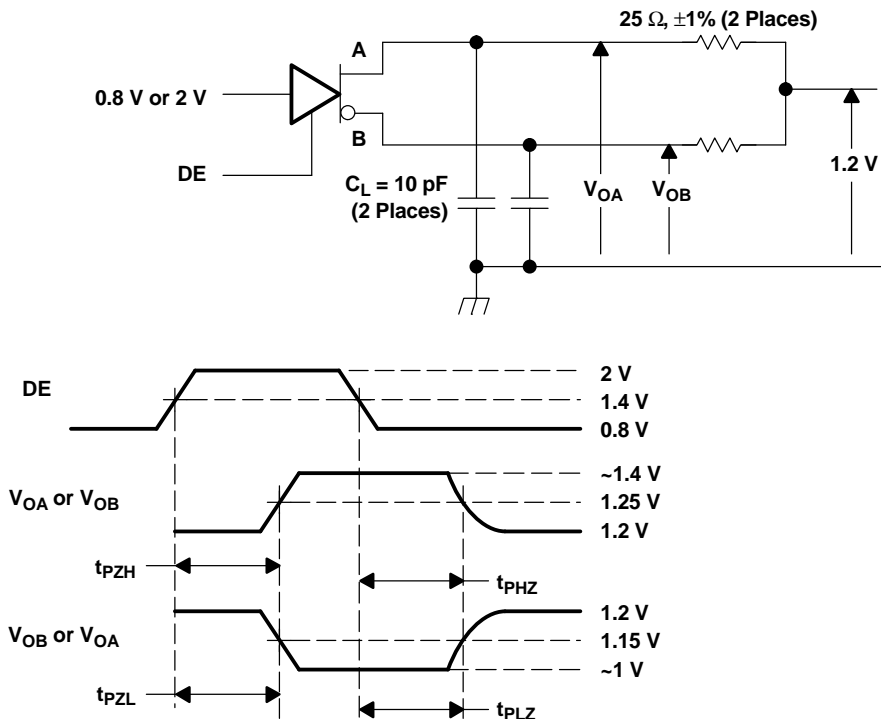 25 Ω, ±1% (2 Places)
A
0.8 V or 2 V
B
DE
C_L = 10 pF
(2 Places)
V_OA
V_OB
1.2 V
DE
2 V
1.4 V
0.8 V
V_OA or V_OB
~1.4 V
1.25 V
1.2 V
t_PZH
t_PHZ
V_OB or V_OA
1.2 V
1.15 V
~1 V
t_PZL
t_PLZ